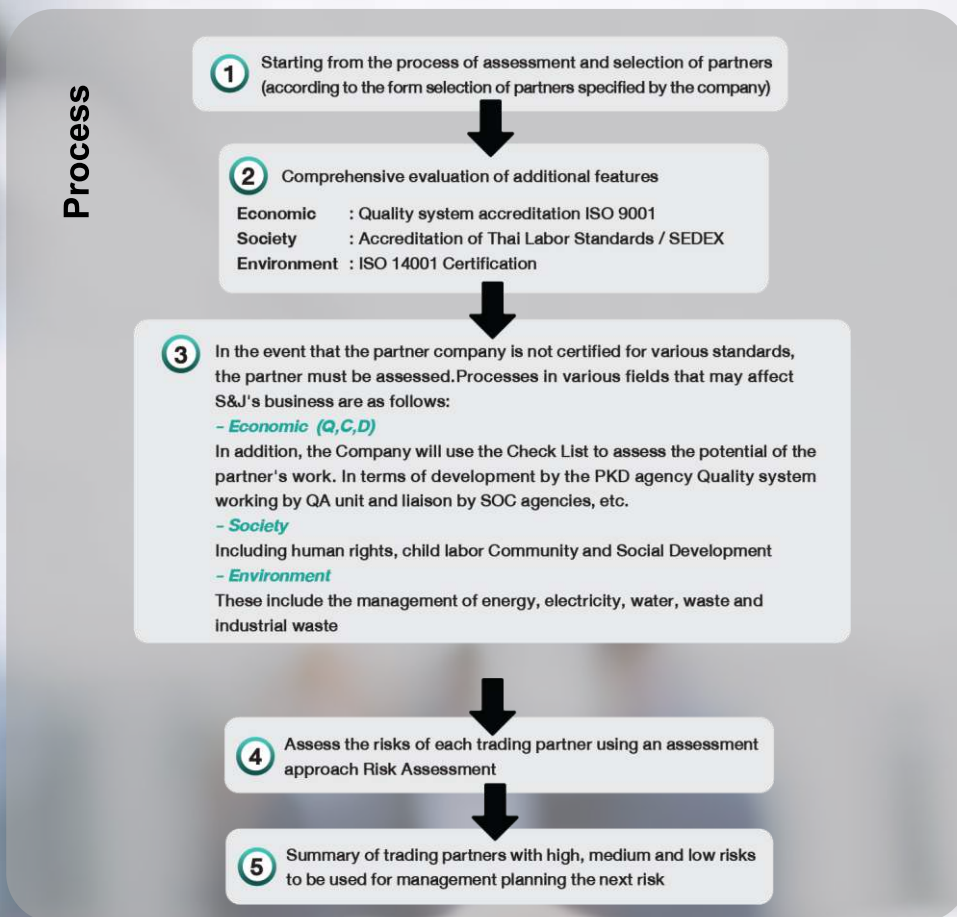 Process
1
Starting from the process of assessment and selection of partners
(according to the form selection of partners specified by the company)
2
Comprehensive evaluation of additional features
Economic : Quality system accreditation ISO 9001
Society : Accreditation of Thai Labor Standards / SEDEX
Environment : ISO 14001 Certification
3
In the event that the partner company is not certified for various standards,
the partner must be assessed.Processes in various fields that may affect
S&J's business are as follows:
– Economic (Q,C,D)
In addition, the Company will use the Check List to assess the potential of the
partner's work. In terms of development by the PKD agency Quality system
working by QA unit and liaison by SOC agencies, etc.
– Society
Including human rights, child labor Community and Social Development
– Environment
These include the management of energy, electricity, water, waste and
industrial waste
4
Assess the risks of each trading partner using an assessment
approach Risk Assessment
5
Summary of trading partners with high, medium and low risks
to be used for management planning the next risk